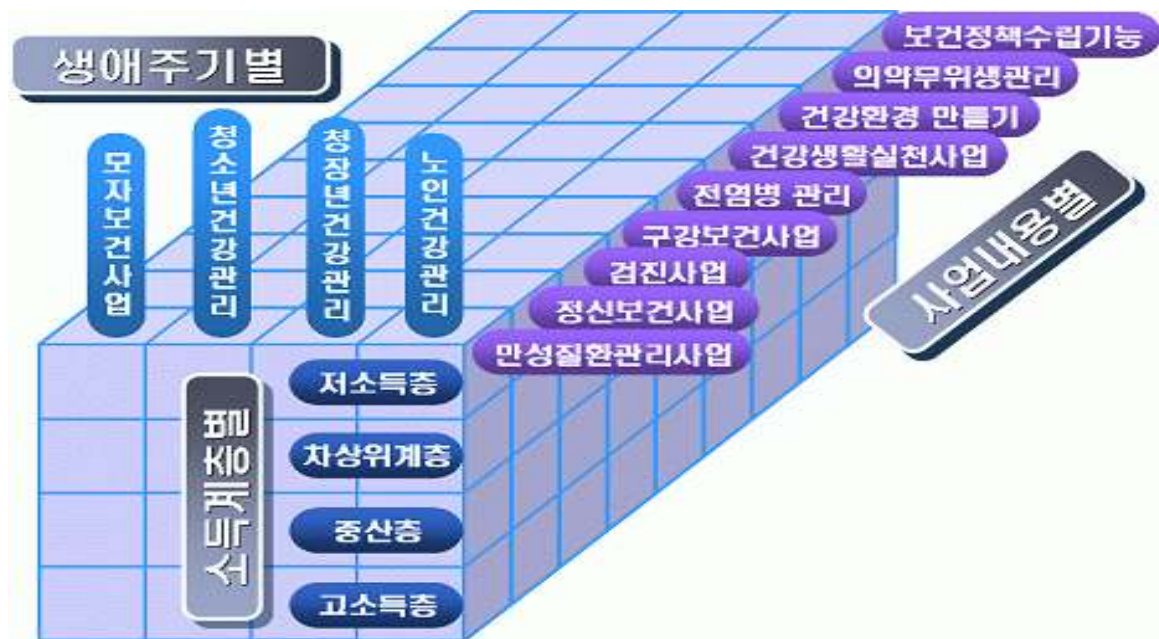 생애주기별
모자보건사업
청소년건강관리
청장년건강관리
노인건강관리
보건정책수립기능
의약무위생관리
건강환경 만들기
건강생활실천사업
전염병 관리
구강보건사업
검진사업
정신보건사업
만성질환관리사업
사업내용별
소득계층별
저소득층
차상위계층
중산층
고소득층